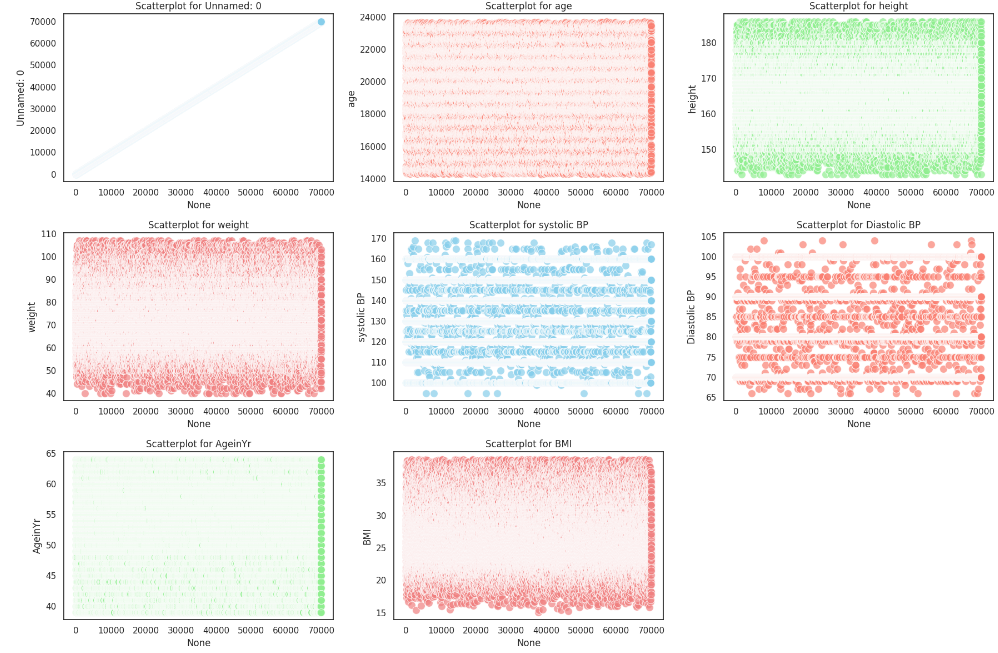 Scatterplot for Unnamed: 0
Unnamed: 0
70000
60000
50000
40000
30000
20000
10000
0
0 10000 20000 30000 40000 50000 60000 70000
None
Scatterplot for age
age
24000
22000
20000
18000
16000
14000
0 10000 20000 30000 40000 50000 60000 70000
None
Scatterplot for height
height
180
170
160
150
0 10000 20000 30000 40000 50000 60000 70000
None
Scatterplot for weight
weight
110
100
90
80
70
60
50
40
0 10000 20000 30000 40000 50000 60000 70000
None
Scatterplot for systolic BP
systolic BP
170
160
150
140
130
120
110
100
0 10000 20000 30000 40000 50000 60000 70000
None
Scatterplot for Diastolic BP
Diastolic BP
105
100
95
90
85
80
75
70
65
0 10000 20000 30000 40000 50000 60000 70000
None
Scatterplot for AgeinYr
AgeinYr
65
60
55
50
45
40
0 10000 20000 30000 40000 50000 60000 70000
None
Scatterplot for BMI
BMI
35
30
25
20
15
0 10000 20000 30000 40000 50000 60000 70000
None